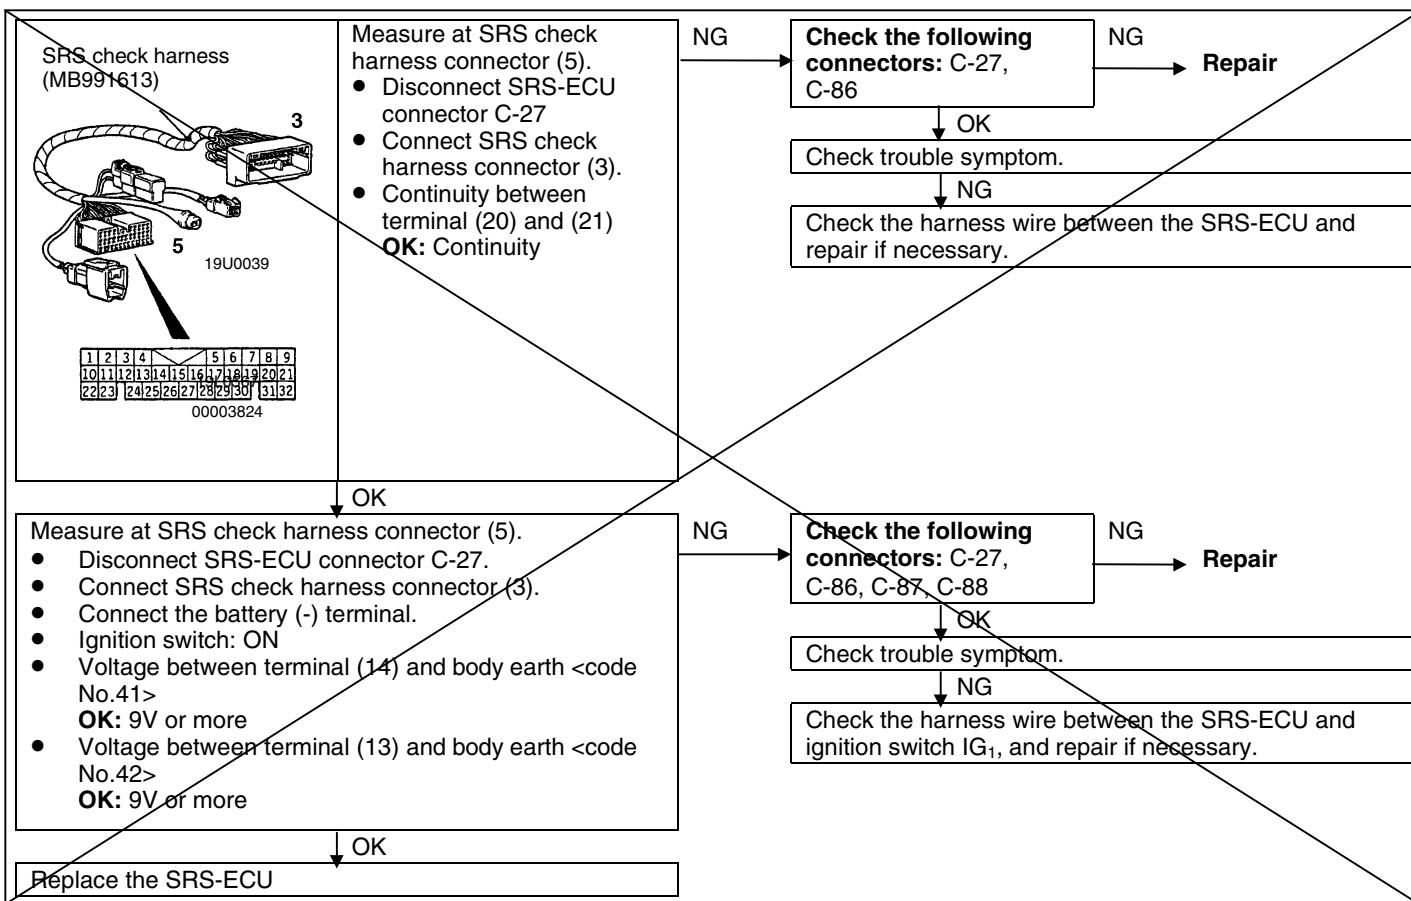 SRS check harness
(MB991613)
3
5
19U0039
1 2 3 4 5 6 7 8 9
10 11 12 13 14 15 16 17 18 19 20 21
22 23 24 25 26 27 28 29 30 31 32
00003824
Measure at SRS check
harness connector (5).
● Disconnect SRS-ECU
connector C-27
● Connect SRS check
harness connector (3).
● Continuity between
terminal (20) and (21)
OK: Continuity
NG
Check the following
connectors: C-27,
C-86
NG
Repair
OK
Check trouble symptom.
NG
Check the harness wire between the SRS-ECU and
repair if necessary.
OK
Measure at SRS check harness connector (5).
● Disconnect SRS-ECU connector C-27.
● Connect SRS check harness connector (3).
● Connect the battery (-) terminal.
● Ignition switch: ON
● Voltage between terminal (14) and body earth <code
No.41>
OK: 9V or more
● Voltage between terminal (13) and body earth <code
No.42>
OK: 9V or more
NG
Check the following
connectors: C-27,
C-86, C-87, C-88
NG
Repair
OK
Check trouble symptom.
NG
Check the harness wire between the SRS-ECU and
ignition switch IG₁, and repair if necessary.
OK
Replace the SRS-ECU